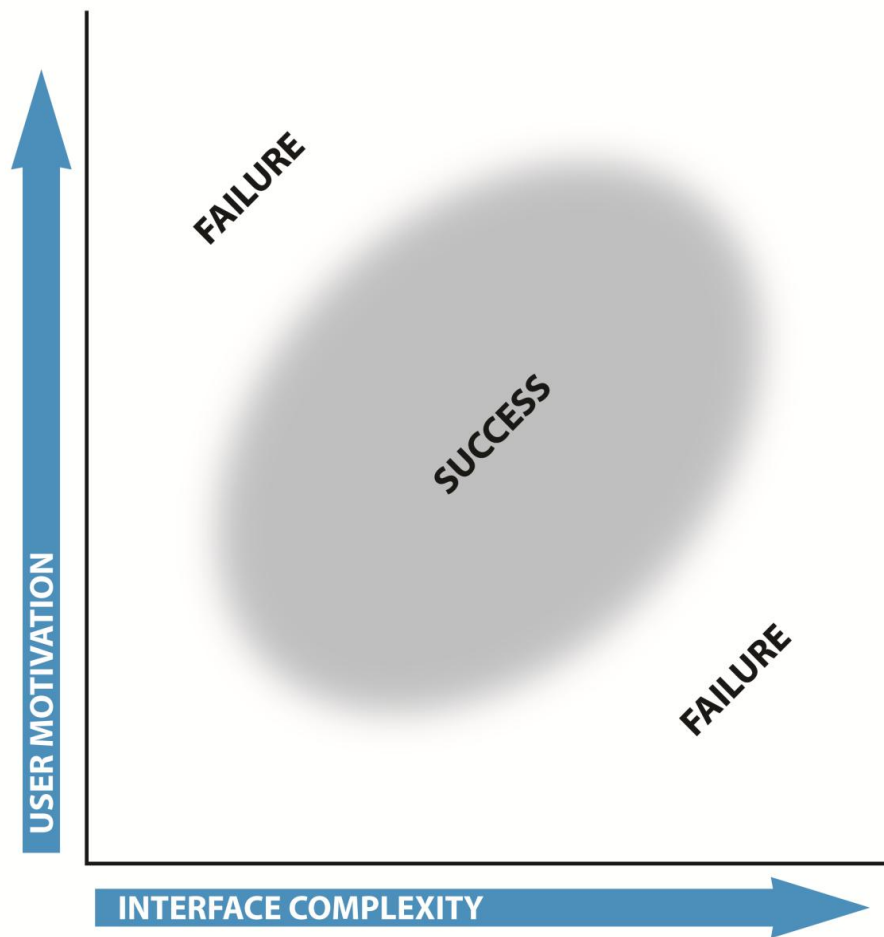 FAILURE
SUCCESS
FAILURE
USER MOTIVATION
INTERFACE COMPLEXITY